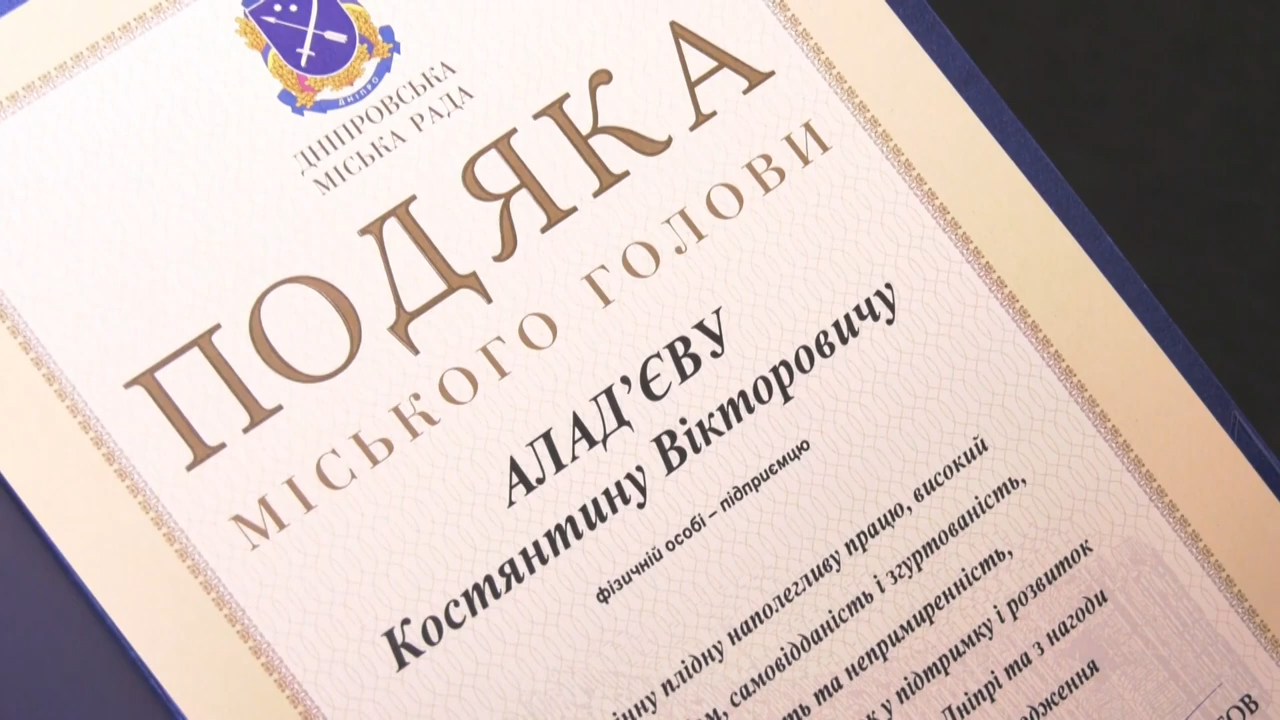 ДНІПРО
ДНІПРОВСЬКА
МІСЬКА РАДА
ПОДЯКА
МІСЬКОГО ГОЛОВИ
АЛАД’ЄВУ
Костянтину Вікторовичу
фізичній особі – підприємцю
плідну наполегливу працю, високий
самовідданість і згуртованість,
та непримиренність,
у підтримку і розвиток
Дніпрі та з нагоди